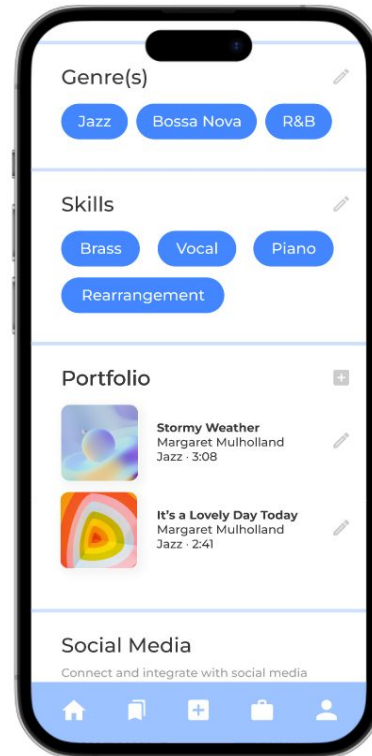 Genre(s)
Jazz Bossa Nova R&B
Skills
Brass Vocal Piano
Rearrangement
Portfolio
Stormy Weather
Margaret Mulholland
Jazz · 3:08
It's a Lovely Day Today
Margaret Mulholland
Jazz · 2:41
Social Media
Connect and integrate with social media